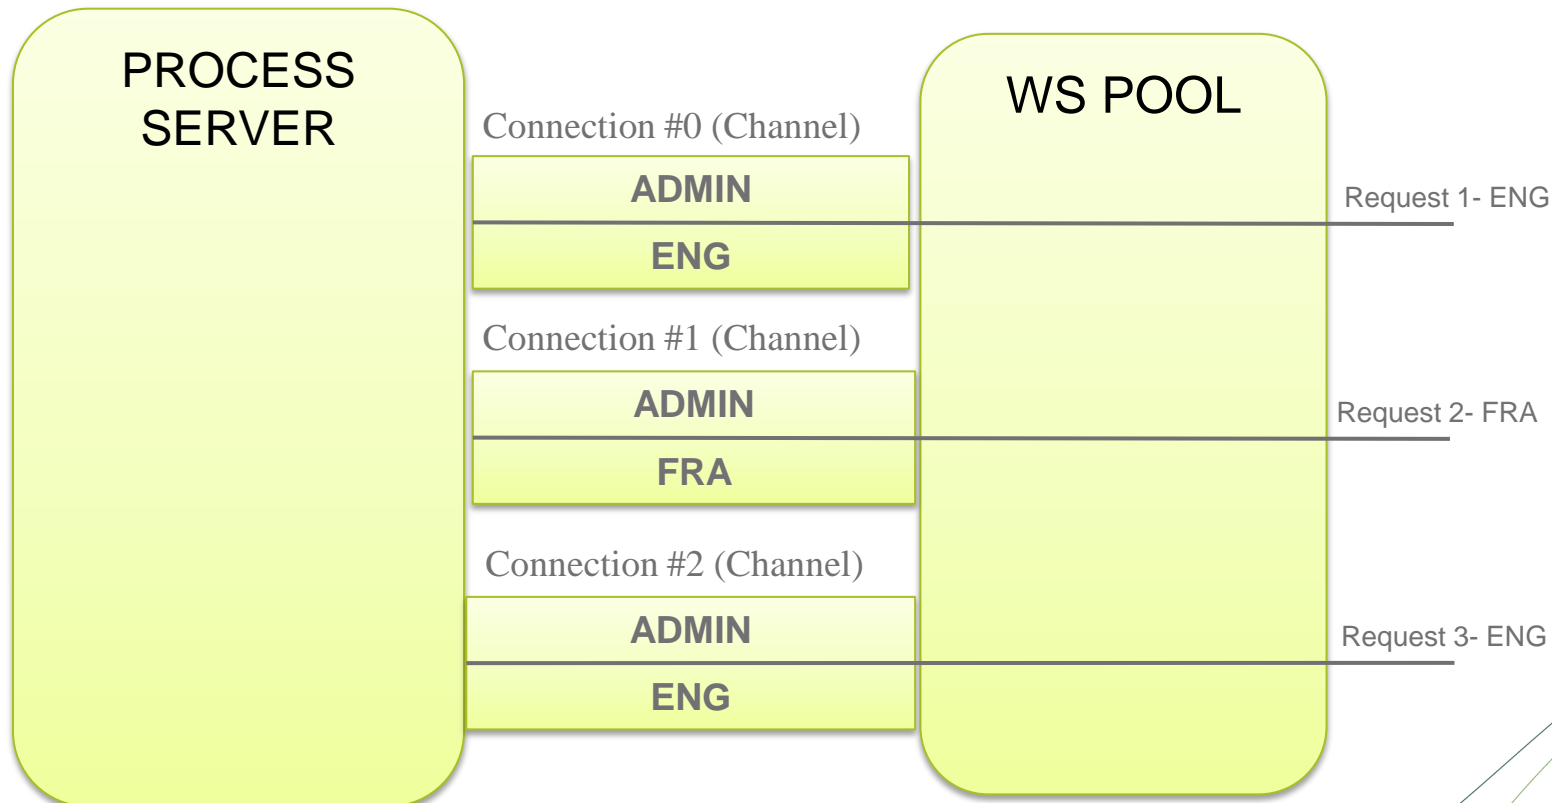 PROCESS
SERVER
WS POOL
Connection #0 (Channel)
ADMIN
ENG
Request 1- ENG
Connection #1 (Channel)
ADMIN
FRA
Request 2- FRA
Connection #2 (Channel)
ADMIN
ENG
Request 3- ENG